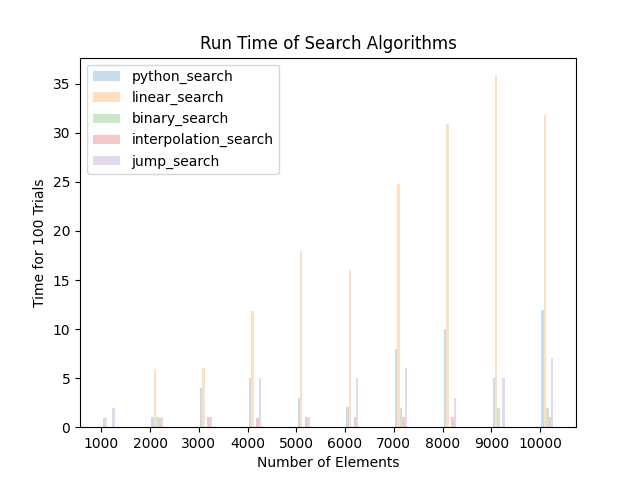 Run Time of Search Algorithms
python_search
linear_search
binary_search
interpolation_search
jump_search
35
30
25
20
15
10
5
0
Time for 100 Trials
1000 2000 3000 4000 5000 6000 7000 8000 9000 10000
Number of Elements